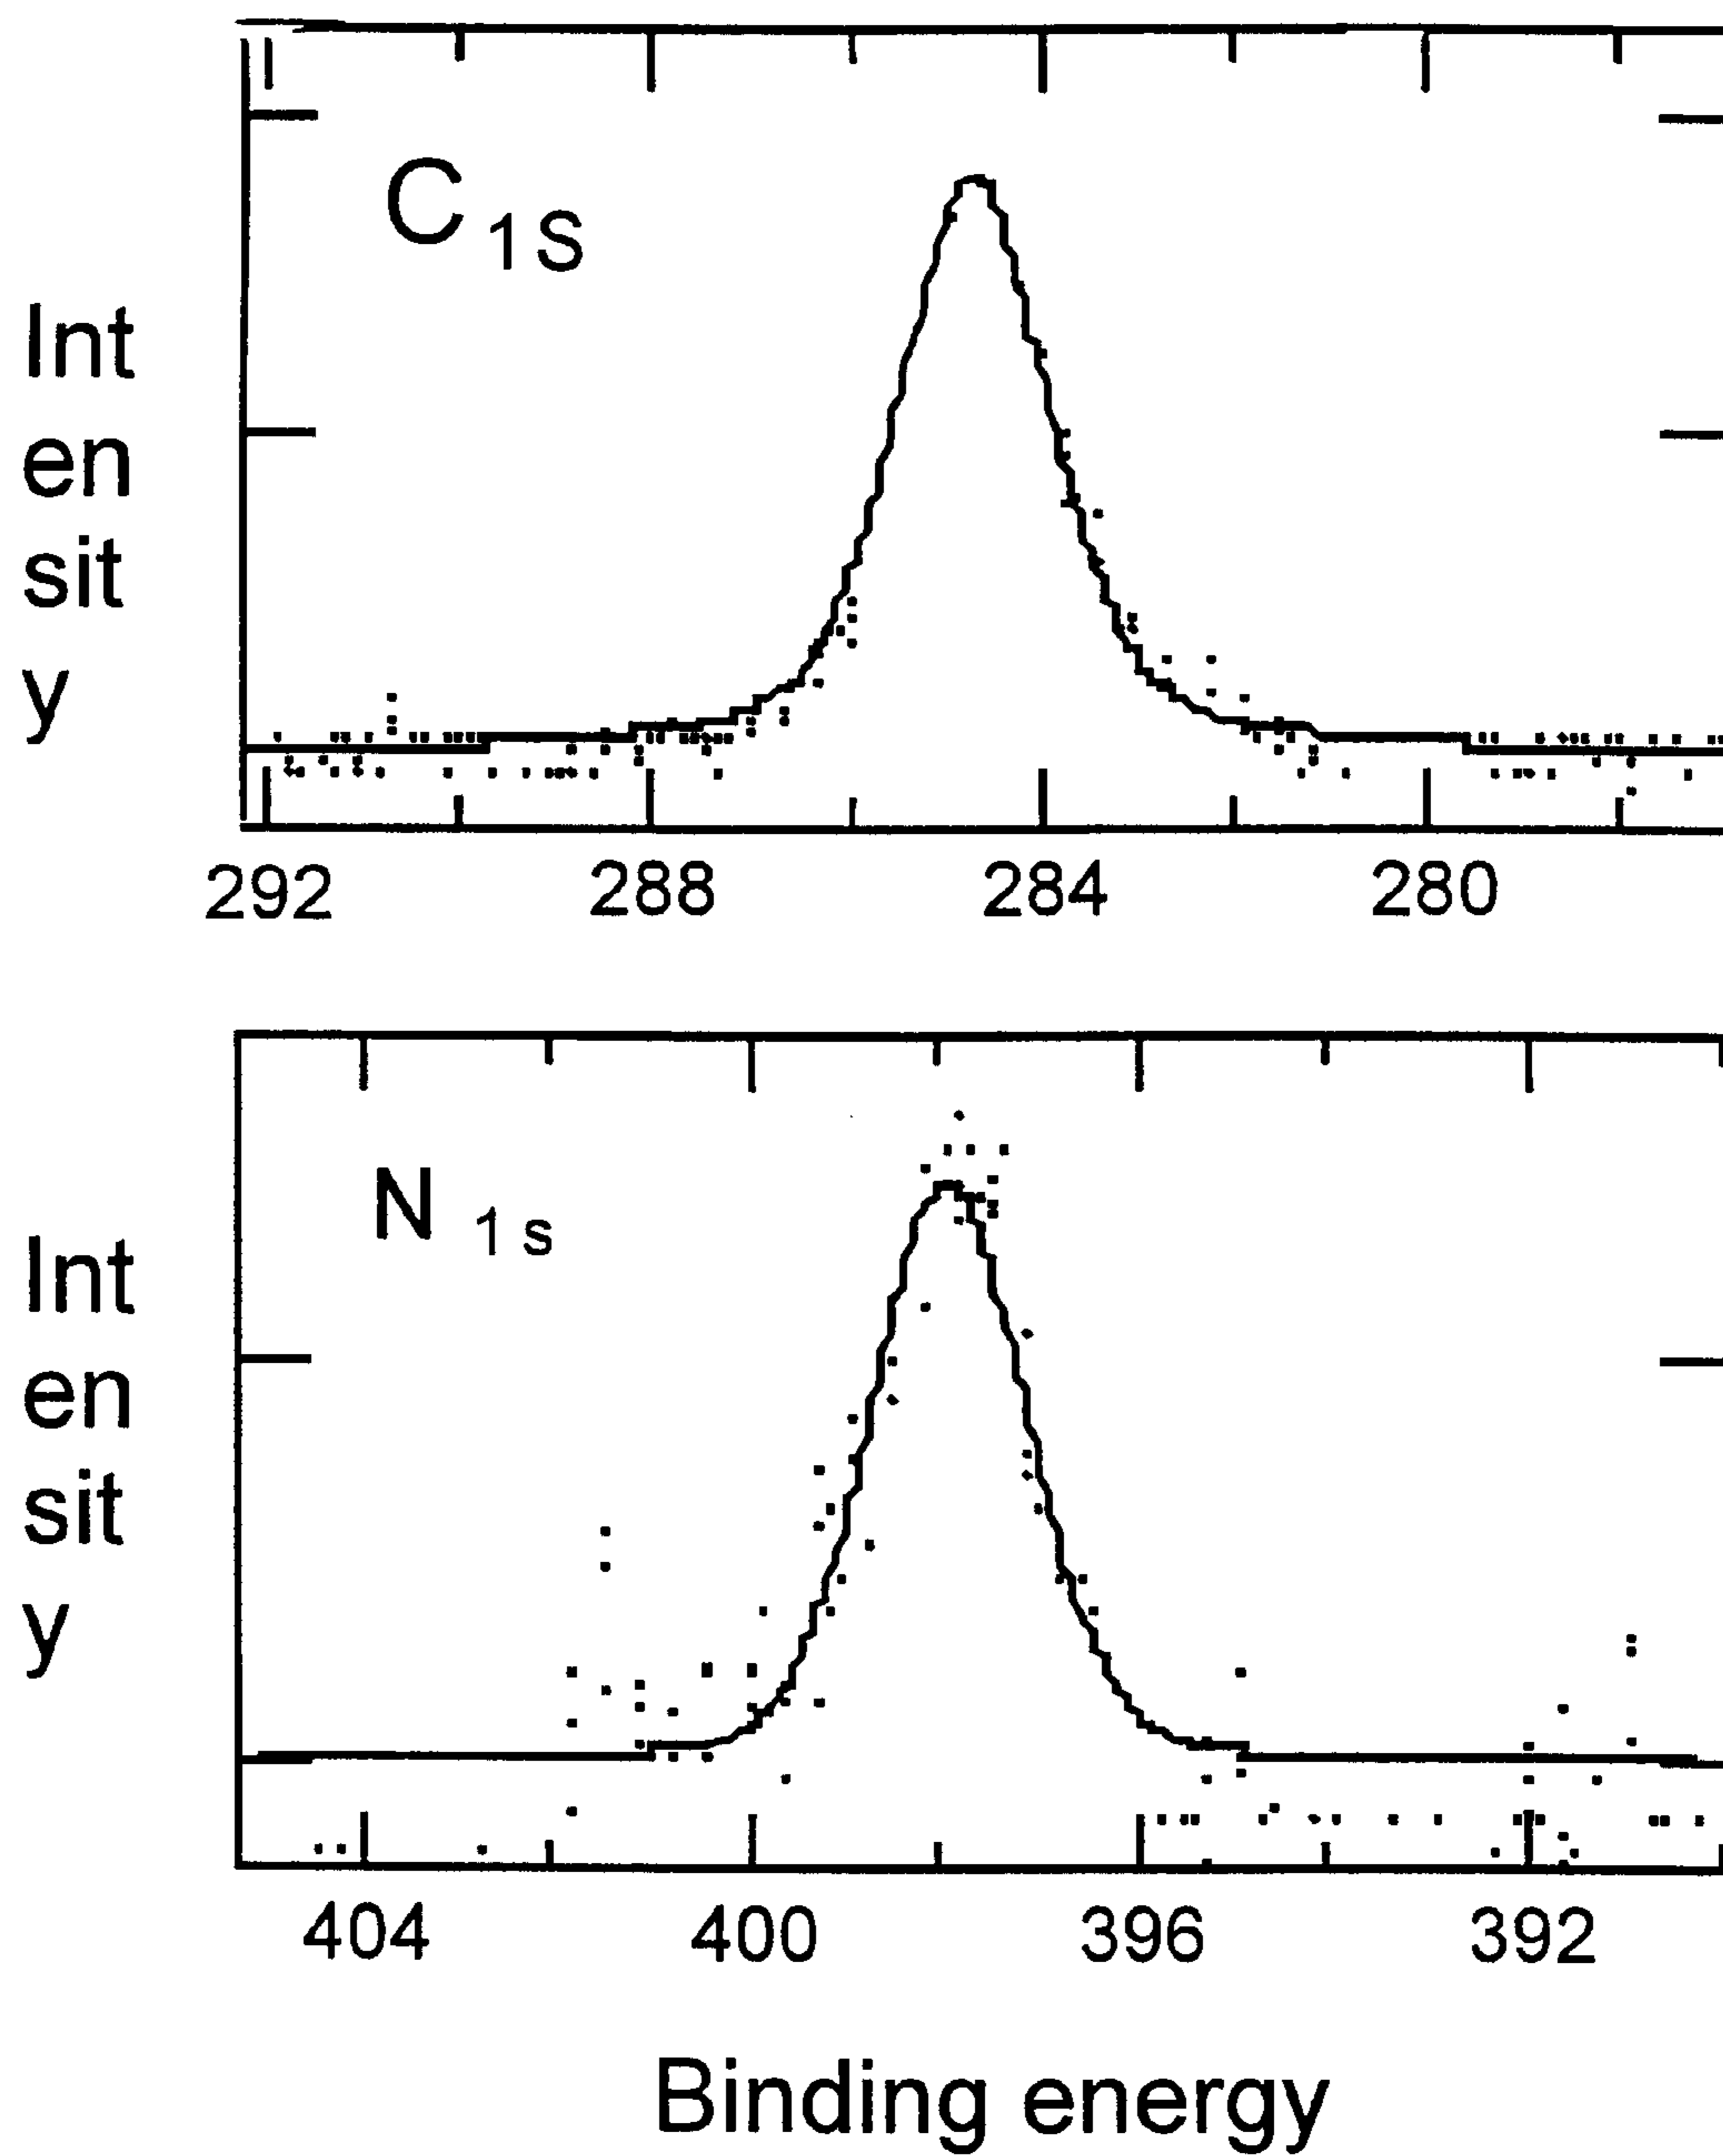 C 1S
Int
en
sit
y
292 288 284 280
N 1s
Int
en
sit
y
404 400 396 392
Binding energy